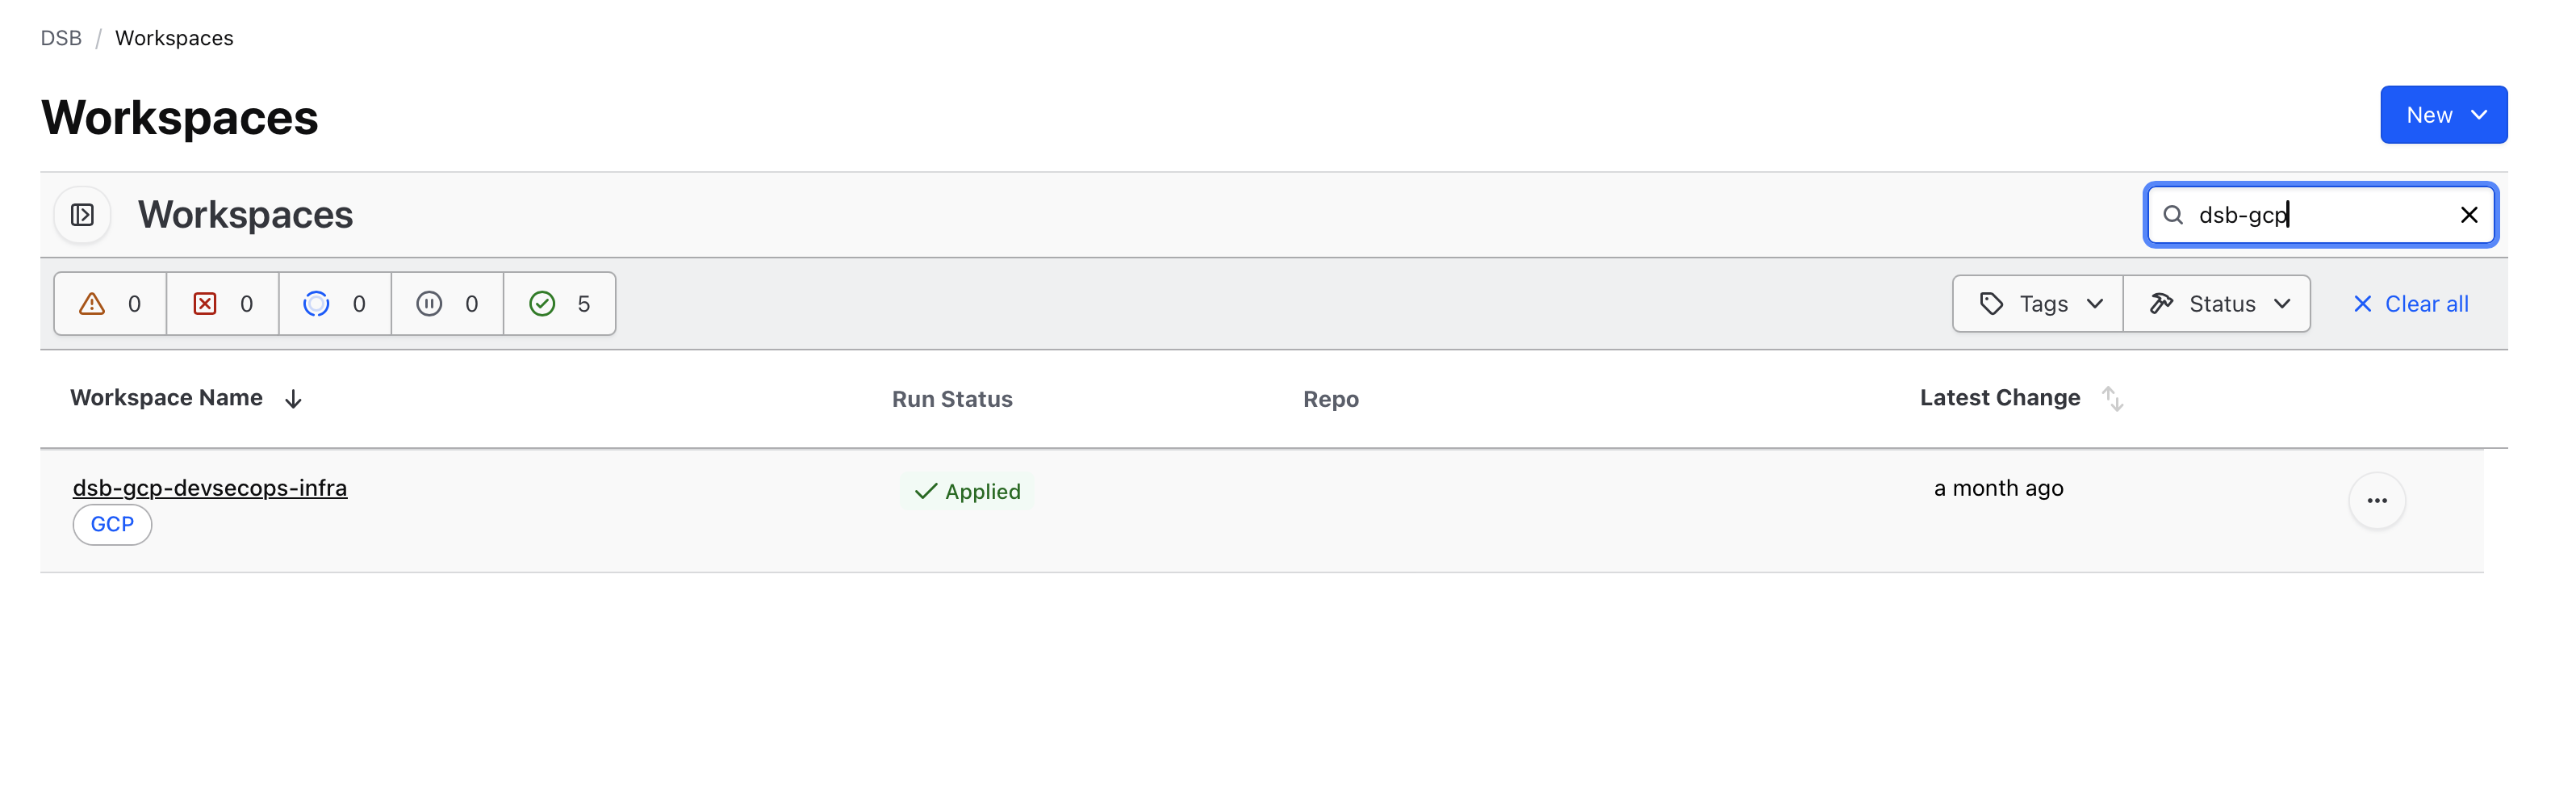 DSB / Workspaces
Workspaces
New
Workspaces
dsb-gcp
0 0 0 0 5
Tags Status Clear all
Workspace Name Run Status Repo Latest Change
dsb-gcp-devsecops-infra Applied a month ago
GCP